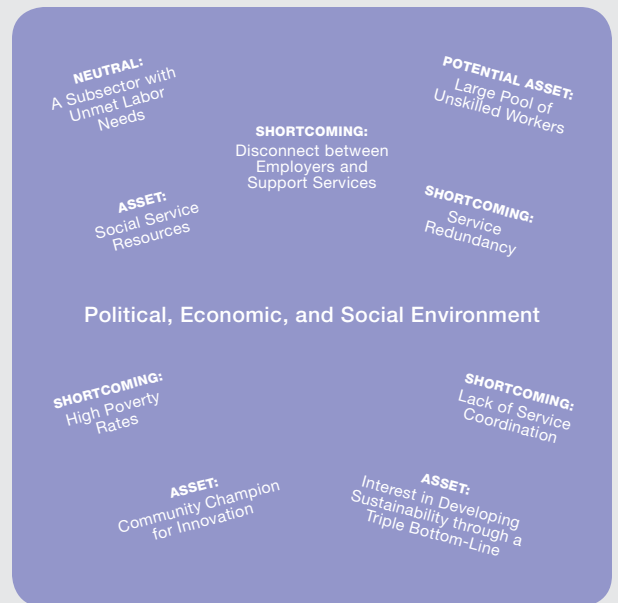 NEUTRAL:
A Subsector with
Unmet Labor
Needs
POTENTIAL ASSET:
Large Pool of
Unskilled Workers
SHORTCOMING:
Disconnect between
Employers and
Support Services
ASSET:
Social Service
Resources
SHORTCOMING:
Service
Redundancy
Political, Economic, and Social Environment
SHORTCOMING:
High Poverty
Rates
SHORTCOMING:
Lack of Service
Coordination
ASSET:
Community Champion
for Innovation
ASSET:
Interest in Developing
Sustainability through a
Triple Bottom-Line